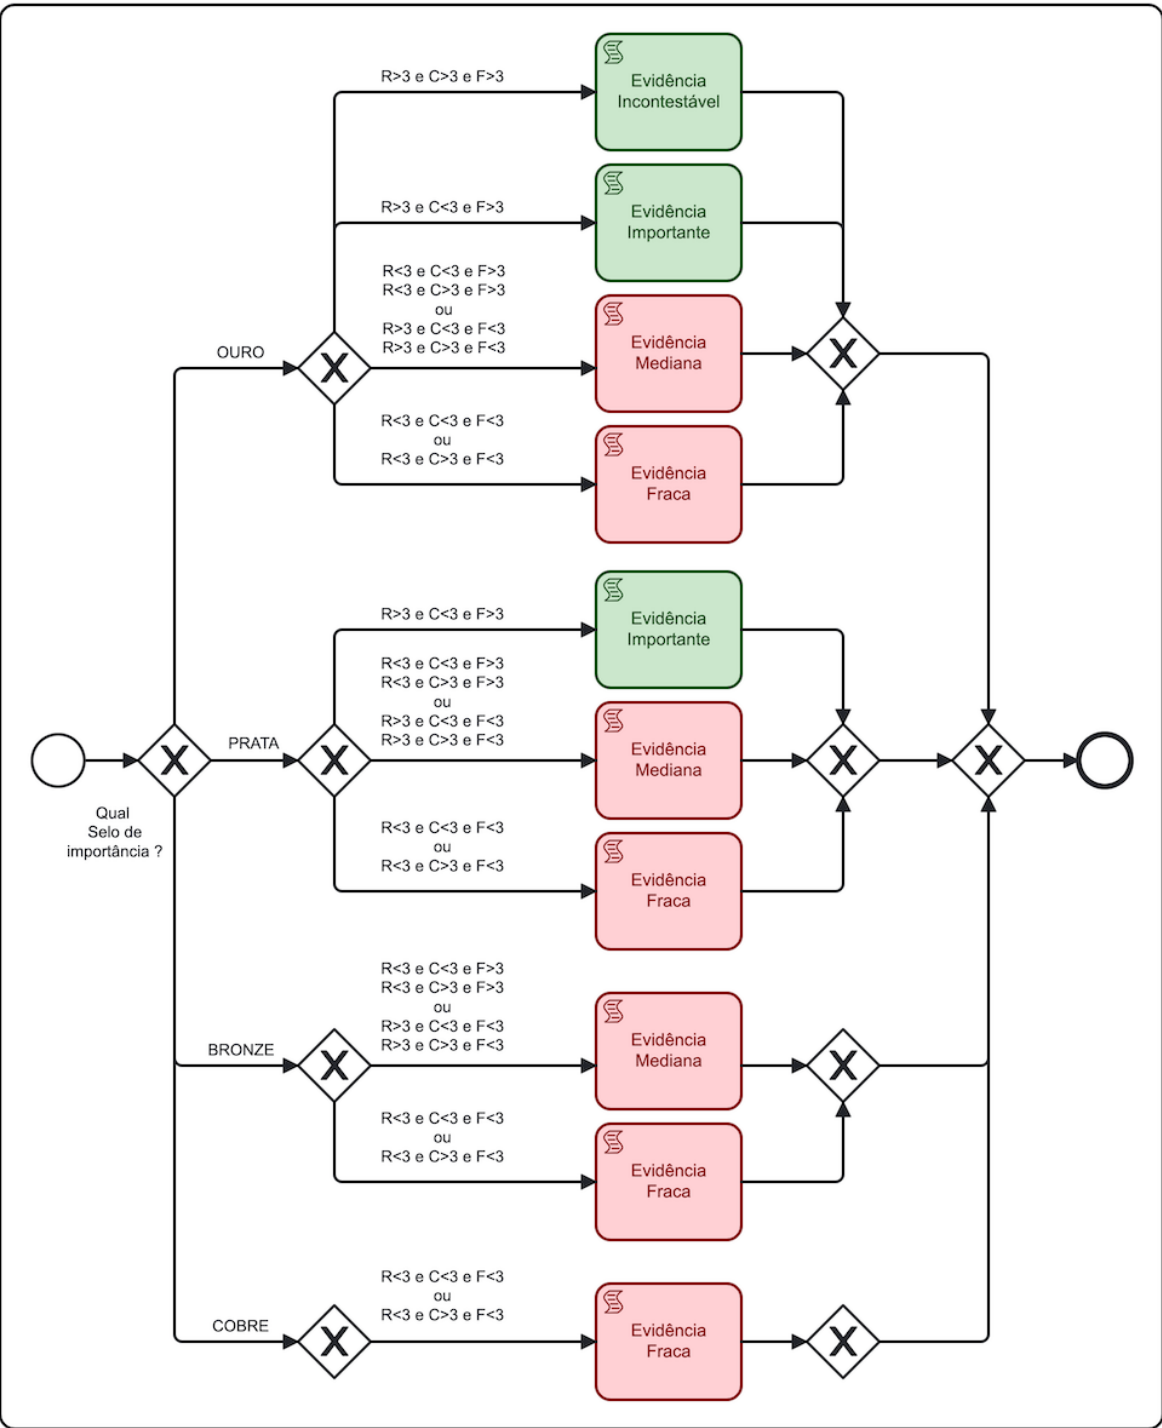 R>3 e C>3 e F>3
Evidência
Incontestável
R>3 e C<3 e F>3
Evidência
Importante
R<3 e C<3 e F>3
R<3 e C>3 e F>3
ou
R>3 e C<3 e F<3
R>3 e C>3 e F<3
OURO
X
Evidência
Mediana
X
R<3 e C<3 e F<3
ou
R<3 e C>3 e F<3
Evidência
Fraca
R>3 e C<3 e F>3
Evidência
Importante
R<3 e C<3 e F>3
R<3 e C>3 e F>3
ou
R>3 e C<3 e F<3
R>3 e C>3 e F<3
X
PRATA
X
Evidência
Mediana
X
X
Qual
Selo de
importância ?
R<3 e C<3 e F<3
ou
R<3 e C>3 e F<3
Evidência
Fraca
R<3 e C<3 e F>3
R<3 e C>3 e F>3
ou
R>3 e C<3 e F<3
R>3 e C>3 e F<3
BRONZE
X
Evidência
Mediana
X
R<3 e C<3 e F<3
ou
R<3 e C>3 e F<3
Evidência
Fraca
R<3 e C<3 e F<3
ou
R<3 e C>3 e F<3
COBRE
X
Evidência
Fraca
X